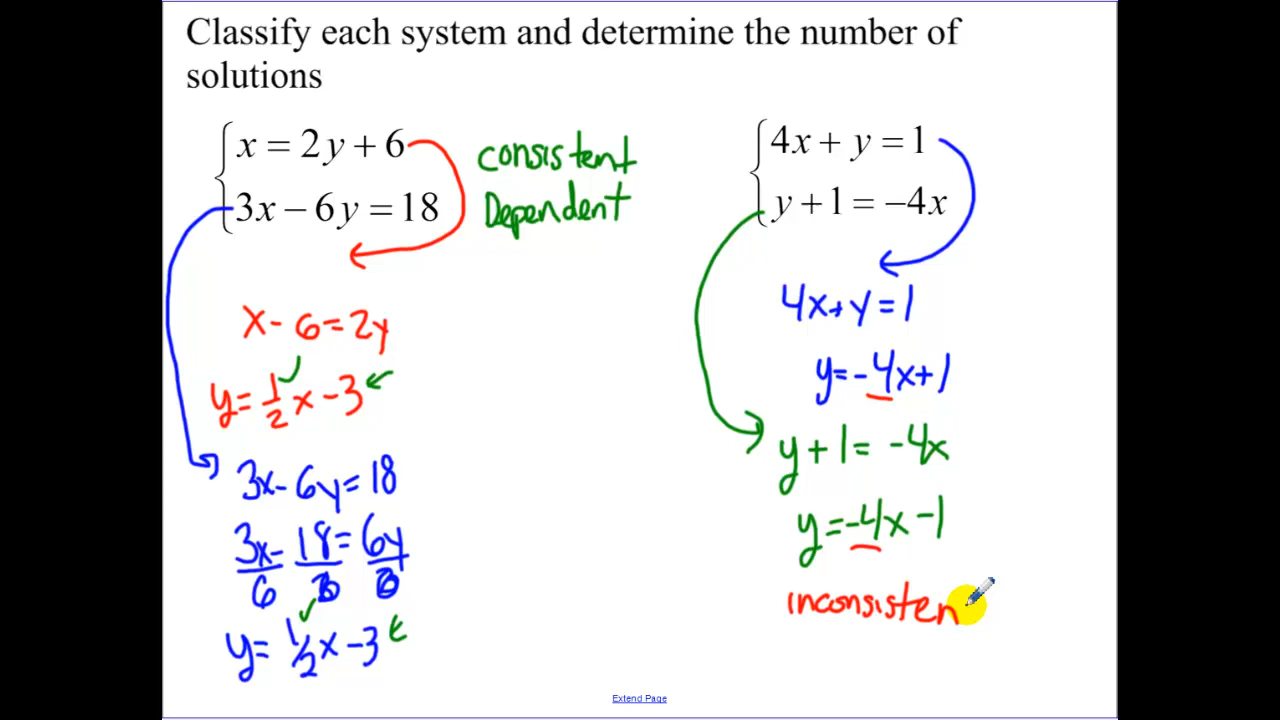 Classify each system and determine the number of
solutions
x = 2y + 6
3x − 6y = 18
consistent
Dependent
x - 6 = 2y
y = 1/2 x - 3
3x - 6y = 18
3x/6 - 18/6 = 6y/6
y = 1/2 x - 3
4x + y = 1
y + 1 = −4x
4x + y = 1
y = -4x + 1
y + 1 = -4x
y = -4x - 1
inconsisten
Extend Page